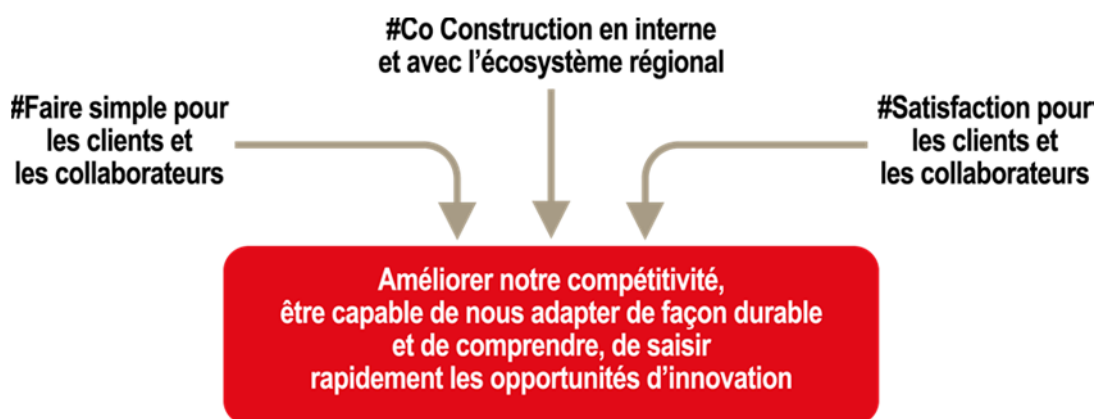 #Co Construction en interne
et avec l'écosystème régional
#Faire simple pour
les clients et
les collaborateurs
#Satisfaction pour
les clients et
les collaborateurs
Améliorer notre compétitivité,
être capable de nous adapter de façon durable
et de comprendre, de saisir
rapidement les opportunités d'innovation